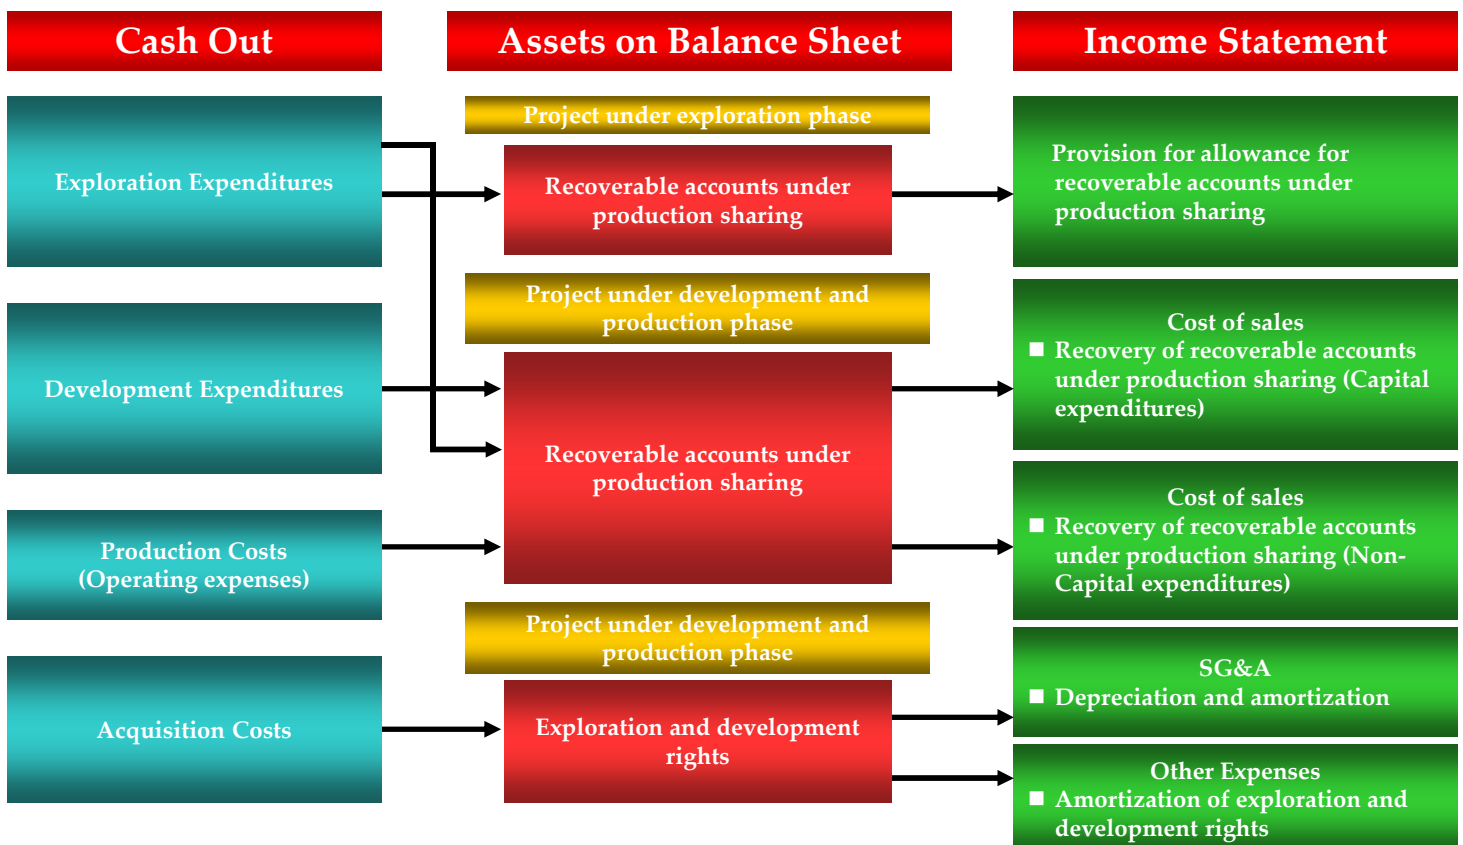 Cash Out
Assets on Balance Sheet
Income Statement
Exploration Expenditures
Development Expenditures
Production Costs
(Operating expenses)
Acquisition Costs
Project under exploration phase
Recoverable accounts under
production sharing
Project under development and
production phase
Recoverable accounts under
production sharing
Project under development and
production phase
Exploration and development
rights
Provision for allowance for
recoverable accounts under
production sharing
Cost of sales
Recovery of recoverable accounts
under production sharing (Capital
expenditures)
Cost of sales
Recovery of recoverable accounts
under production sharing (Non-
Capital expenditures)
SG&A
Depreciation and amortization
Other Expenses
Amortization of exploration and
development rights